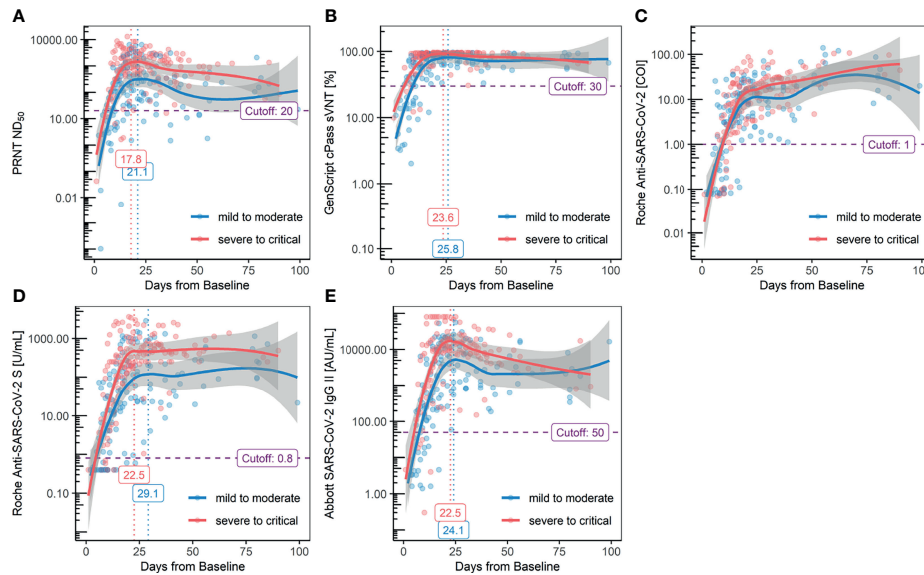 A
PRNT ND50
10000.00
10.00
0.01
Cutoff: 20
17.8
21.1
mild to moderate
severe to critical
0 25 50 75 100
Days from Baseline
B
GenScript cPass sVNT [%]
100.00
10.00
1.00
0.10
Cutoff: 30
23.6
25.8
mild to moderate
severe to critical
0 25 50 75 100
Days from Baseline
C
Roche Anti-SARS-CoV-2 [COI]
100.00
10.00
1.00
0.10
0.01
Cutoff: 1
mild to moderate
severe to critical
0 25 50 75 100
Days from Baseline
D
Roche Anti-SARS-CoV-2 S [U/mL]
1000.00
10.00
0.10
Cutoff: 0.8
22.5
29.1
mild to moderate
severe to critical
0 25 50 75 100
Days from Baseline
E
Abbott SARS-CoV-2 IgG II [AU/mL]
10000.00
100.00
1.00
Cutoff: 50
22.5
24.1
mild to moderate
severe to critical
0 25 50 75 100
Days from Baseline